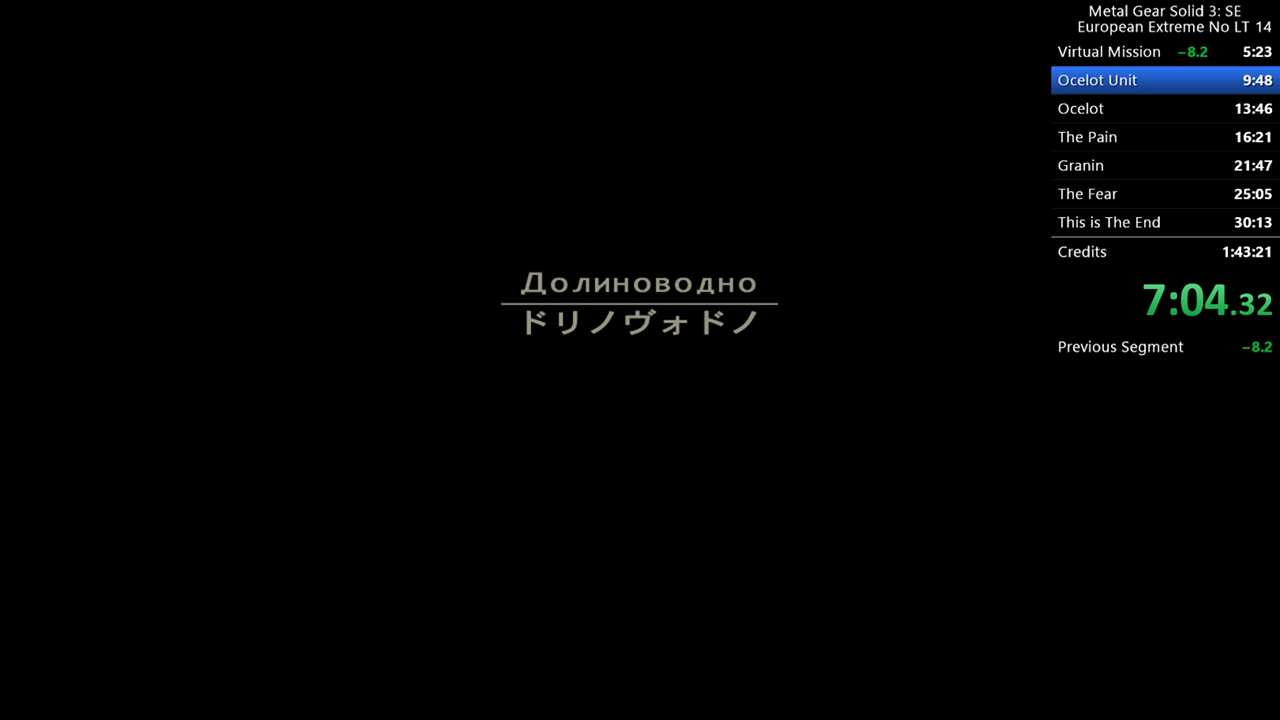 Metal Gear Solid 3: SE
European Extreme No LT 14
Virtual Mission −8.2 5:23
Ocelot Unit 9:48
Ocelot 13:46
The Pain 16:21
Granin 21:47
The Fear 25:05
This is The End 30:13
Credits 1:43:21
7:04.32
Previous Segment −8.2
Долиноводно
ドリノヴォドノ